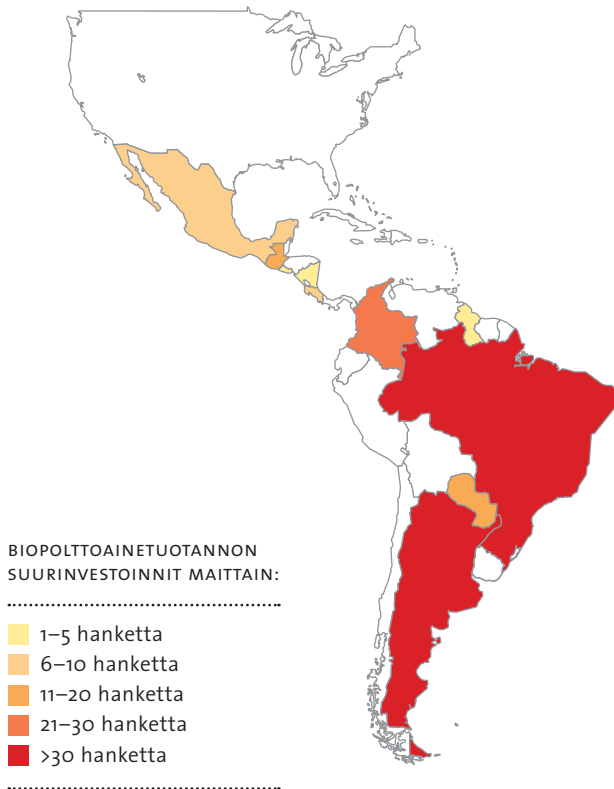 BIOPOLTTOAINETUOTANNON
SUURINVESTOINNIT MAITTAIN:
1–5 hanketta
6–10 hanketta
11–20 hanketta
21–30 hanketta
>30 hanketta